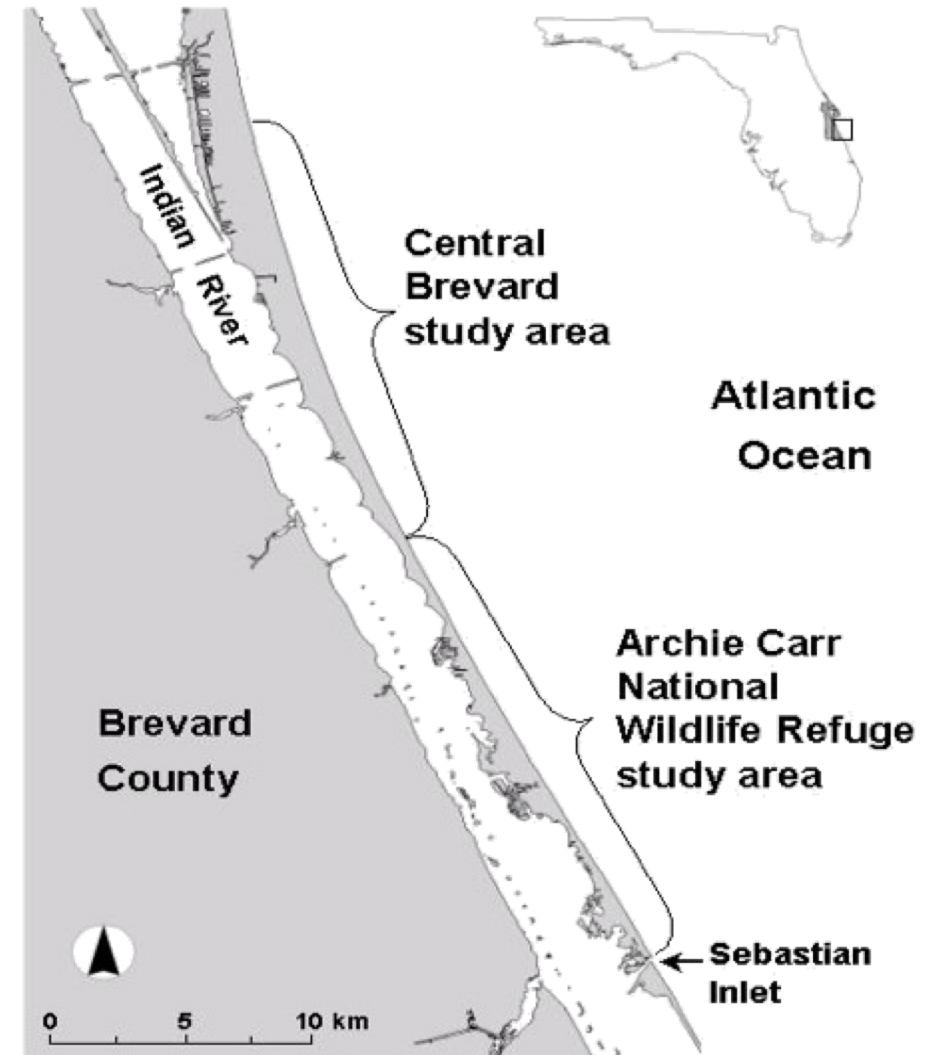 Indian
River
Central
Brevard
study area
Atlantic
Ocean
Archie Carr
National
Wildlife Refuge
study area
Brevard
County
Sebastian
Inlet
0 5 10 km